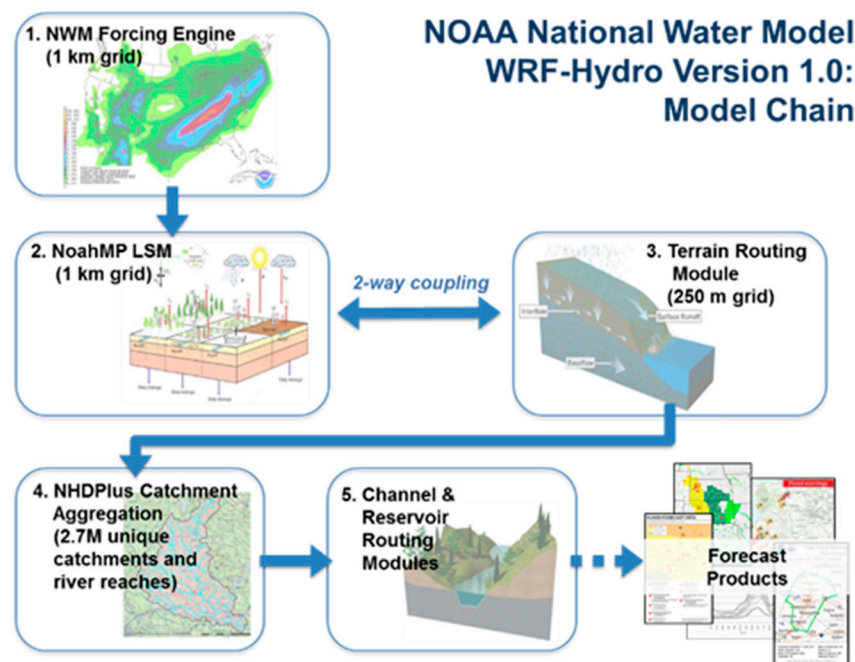 NOAA National Water Model
WRF-Hydro Version 1.0:
Model Chain
1. NWM Forcing Engine
(1 km grid)
2. NoahMP LSM
(1 km grid)
2-way coupling
3. Terrain Routing
Module
(250 m grid)
Interflow
Surface Runoff
Baseflow
4. NHDPlus Catchment
Aggregation
(2.7M unique
catchments and
river reaches)
5. Channel &
Reservoir
Routing
Modules
Forecast
Products